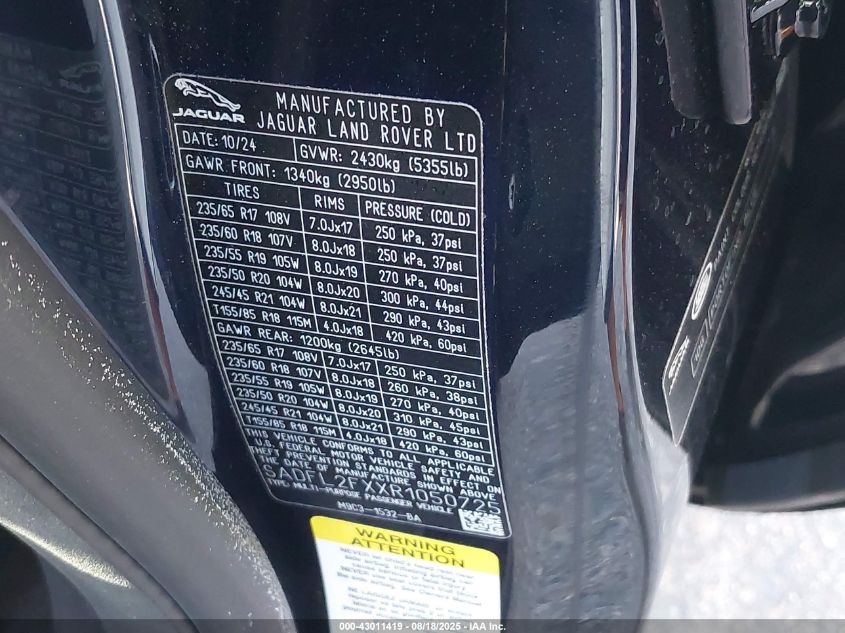 JAGUAR
MANUFACTURED BY
JAGUAR LAND ROVER LTD
DATE: 10/24 GVWR: 2430kg (5355lb)
GAWR FRONT: 1340kg (2950lb)
TIRES RIMS PRESSURE (COLD)
235/65 R17 108V 7.0Jx17 250 kPa, 37psi
235/60 R18 107V 8.0Jx18 250 kPa, 37psi
235/55 R19 105W 8.0Jx19 270 kPa, 40psi
235/50 R20 104W 8.0Jx20 300 kPa, 44psi
245/45 R21 104W 8.0Jx21 290 kPa, 43psi
T155/85 R18 115M 4.0Jx18 420 kPa, 60psi
GAWR REAR: 1200kg (2645lb)
235/65 R17 108V 7.0Jx17 250 kPa, 37psi
235/60 R18 107V 8.0Jx18 260 kPa, 38psi
235/55 R19 105W 8.0Jx19 270 kPa, 40psi
235/50 R20 104W 8.0Jx20 310 kPa, 45psi
245/45 R21 104W 8.0Jx21 290 kPa, 43psi
T155/85 R18 115M 4.0Jx18 420 kPa, 60psi
THIS VEHICLE CONFORMS TO ALL APPLICABLE
U.S. FEDERAL MOTOR VEHICLE SAFETY AND
THEFT PREVENTION STANDARDS IN EFFECT ON
THE DATE OF MANUFACTURE SHOWN ABOVE
SADFL2FXXR1050725
TYPE: MULTI-PURPOSE PASSENGER VEHICLE
M9C3-1532-BA
WARNING
ATTENTION
000-43011419 - 08/18/2025 - IAAI.com